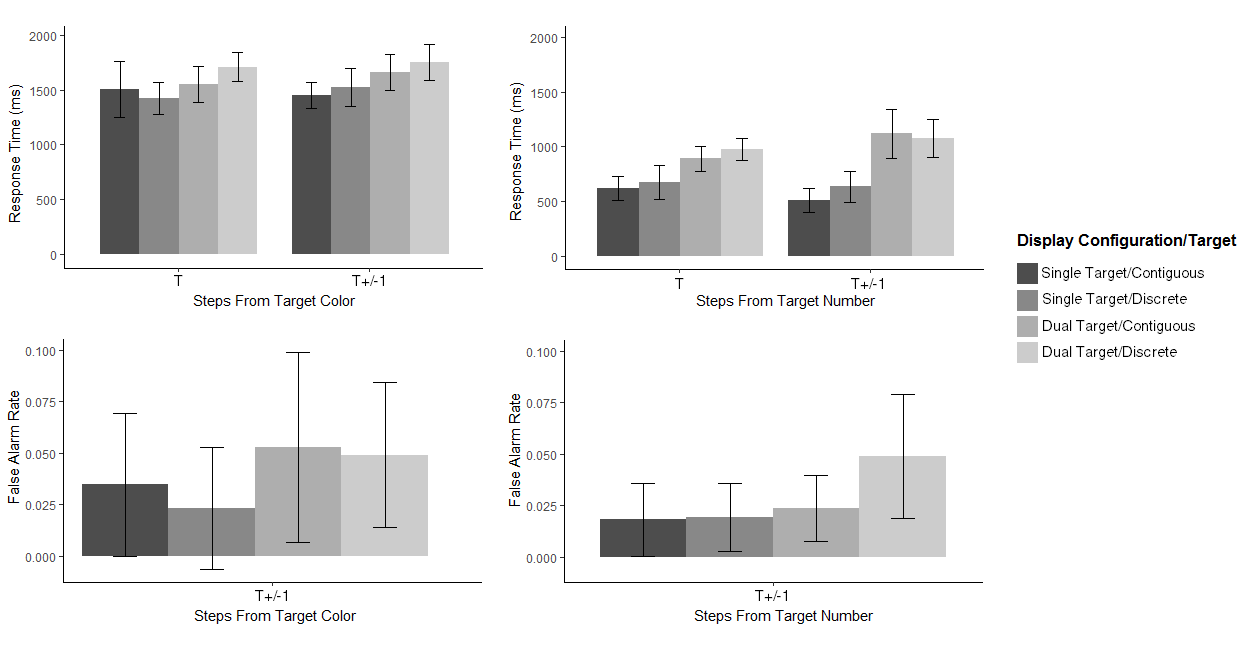 Response Time (ms)
2000
1500
1000
500
0
T
T+/-1
Steps From Target Color
Response Time (ms)
2000
1500
1000
500
0
T
T+/-1
Steps From Target Number
Display Configuration/Target
Single Target/Contiguous
Single Target/Discrete
Dual Target/Contiguous
Dual Target/Discrete
False Alarm Rate
0.100
0.075
0.050
0.025
0.000
T+/-1
Steps From Target Color
False Alarm Rate
0.100
0.075
0.050
0.025
0.000
T+/-1
Steps From Target Number